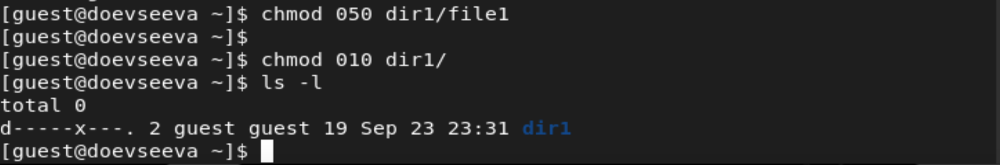 [guest@doevseeva ~]$ chmod 050 dir1/file1
[guest@doevseeva ~]$
[guest@doevseeva ~]$ chmod 010 dir1/
[guest@doevseeva ~]$ ls -l
total 0
d-----x---. 2 guest guest 19 Sep 23 23:31 dir1
[guest@doevseeva ~]$